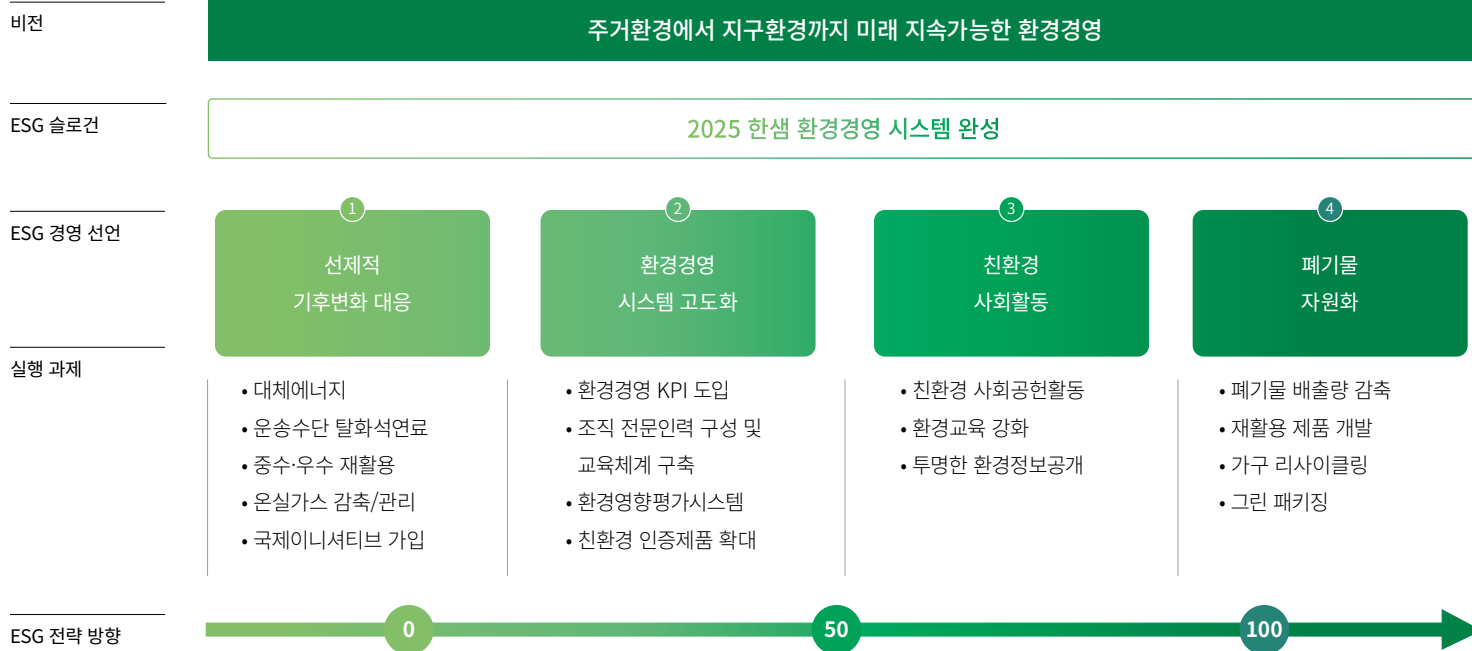 비전
주거환경에서 지구환경까지 미래 지속가능한 환경경영
ESG 슬로건
2025 한샘 환경경영 시스템 완성
ESG 경영 선언
1
선제적
기후변화 대응
2
환경경영
시스템 고도화
3
친환경
사회활동
4
폐기물
자원화
실행 과제
• 대체에너지
• 운송수단 탈화석연료
• 중수·우수 재활용
• 온실가스 감축/관리
• 국제이니셔티브 가입
• 환경경영 KPI 도입
• 조직 전문인력 구성 및
교육체계 구축
• 환경영향평가시스템
• 친환경 인증제품 확대
• 친환경 사회공헌활동
• 환경교육 강화
• 투명한 환경정보공개
• 폐기물 배출량 감축
• 재활용 제품 개발
• 가구 리사이클링
• 그린 패키징
ESG 전략 방향
0
50
100